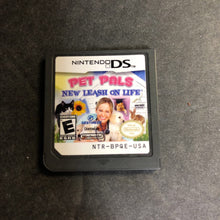 NINTENDO DS
PET PALS
NEW LEASH ON LIFE
E
NTR-BPQE-USA